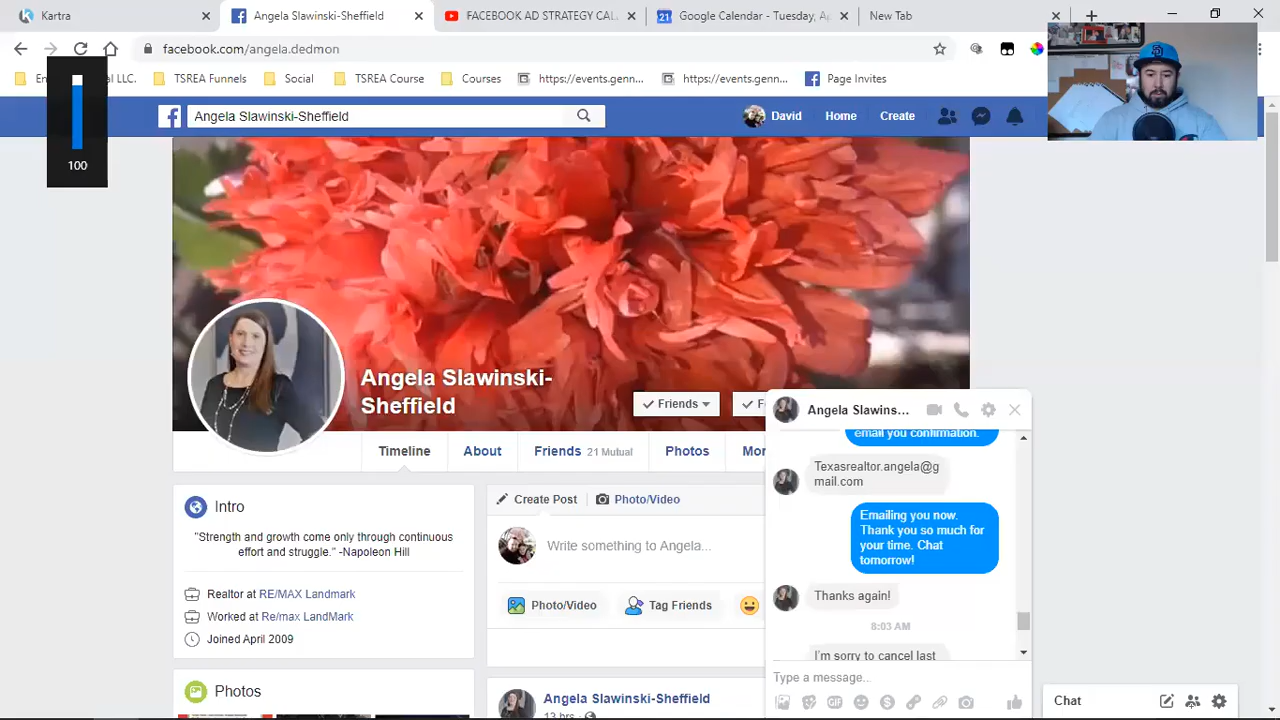 Kartra
Angela Slawinski-Sheffield
FACEBOOK AD STRATEGY CAL
21 Google Calendar - Tuesday, A
New Tab
facebook.com/angela.dedmon
TSREA Funnels
Social
TSREA Course
Courses
https://events.genn...
https://events.genn...
Page Invites
100
Angela Slawinski-Sheffield
David
Home
Create
Angela Slawinski-
Sheffield
Friends
Timeline
About
Friends 21 Mutual
Photos
Intro
"Strength and growth come only through continuous
effort and struggle." -Napoleon Hill
Realtor at RE/MAX Landmark
Worked at Re/max LandMark
Joined April 2009
Photos
Create Post
Photo/Video
Write something to Angela...
Photo/Video
Tag Friends
Angela Slawinski-Sheffield
13 hrs
Angela Slawins...
email you confirmation.
Texasrealtor.angela@g
mail.com
Emailing you now.
Thank you so much for
your time. Chat
tomorrow!
Thanks again!
8:03 AM
I'm sorry to cancel last
Type a message...
GIF
Chat